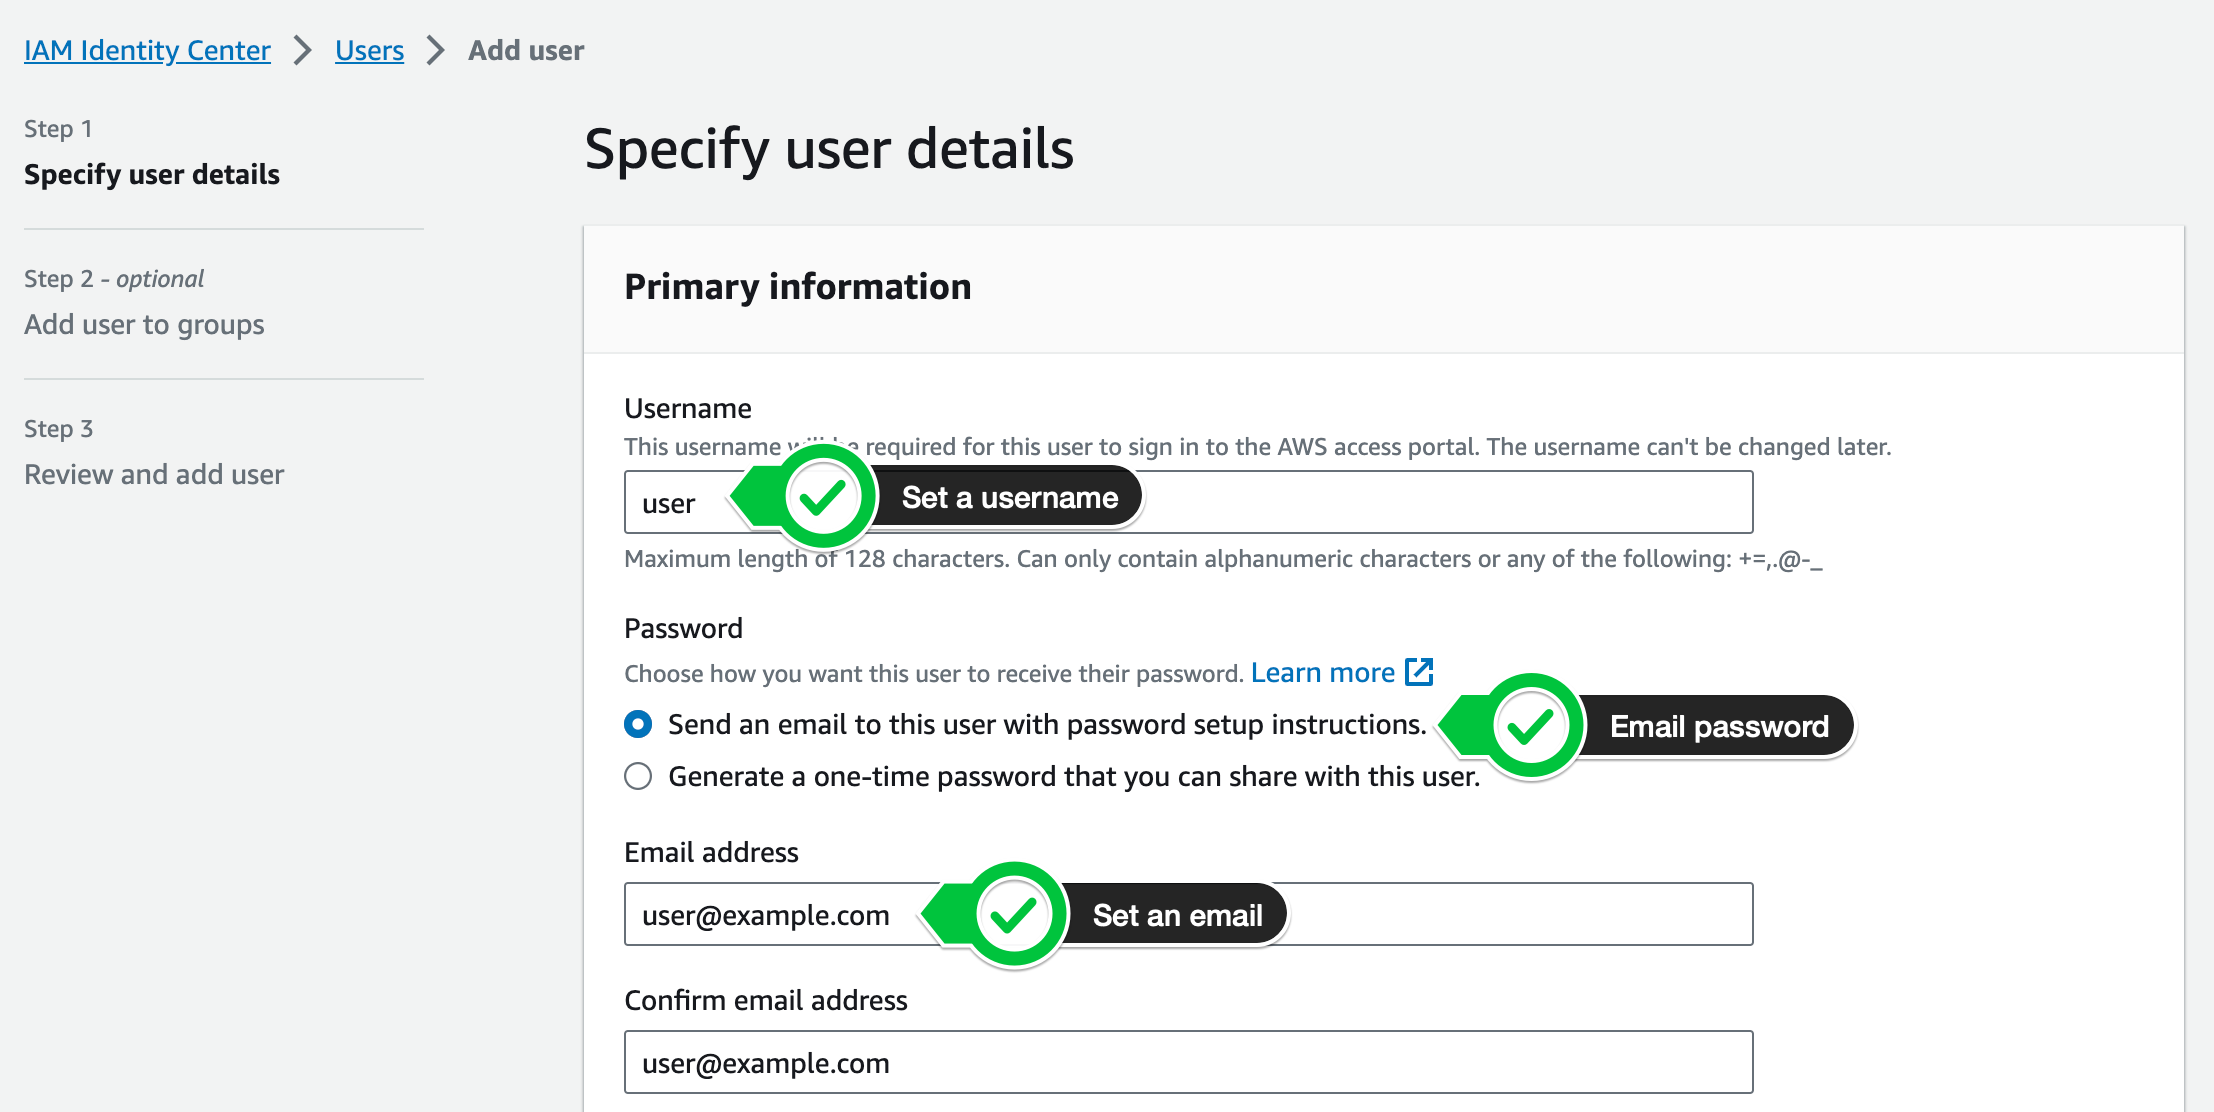 IAM Identity Center > Users > Add user
Step 1
Specify user details
Step 2 - optional
Add user to groups
Step 3
Review and add user
Specify user details
Primary information
Username
This username will be required for this user to sign in to the AWS access portal. The username can't be changed later.
user
Set a username
Maximum length of 128 characters. Can only contain alphanumeric characters or any of the following: +=,.@-_
Password
Choose how you want this user to receive their password. Learn more
Send an email to this user with password setup instructions.
Email password
Generate a one-time password that you can share with this user.
Email address
user@example.com
Set an email
Confirm email address
user@example.com